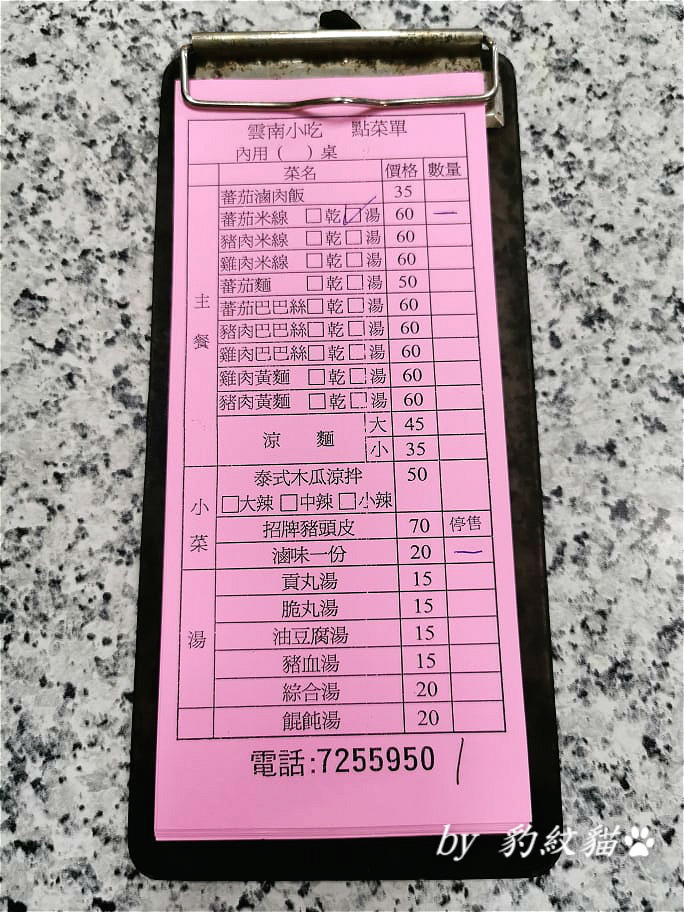 雲南小吃 點菜單
內用( )桌
菜名 價格 數量
主餐
蕃茄滷肉飯 35
蕃茄米線 □乾☑湯 60 一
豬肉米線 □乾□湯 60
雞肉米線 □乾□湯 60
蕃茄麵 □乾□湯 50
蕃茄巴巴絲□乾□湯 60
豬肉巴巴絲□乾□湯 60
雞肉巴巴絲□乾□湯 60
雞肉黃麵 □乾□湯 60
豬肉黃麵 □乾□湯 60
涼 麵 大 45
小 35
小菜
泰式木瓜涼拌 50
□大辣 □中辣 □小辣
招牌豬頭皮 70 停售
滷味一份 20 一
湯
貢丸湯 15
脆丸湯 15
油豆腐湯 15
豬血湯 15
綜合湯 20
餛飩湯 20
電話:7255950 1
by 豹紋貓